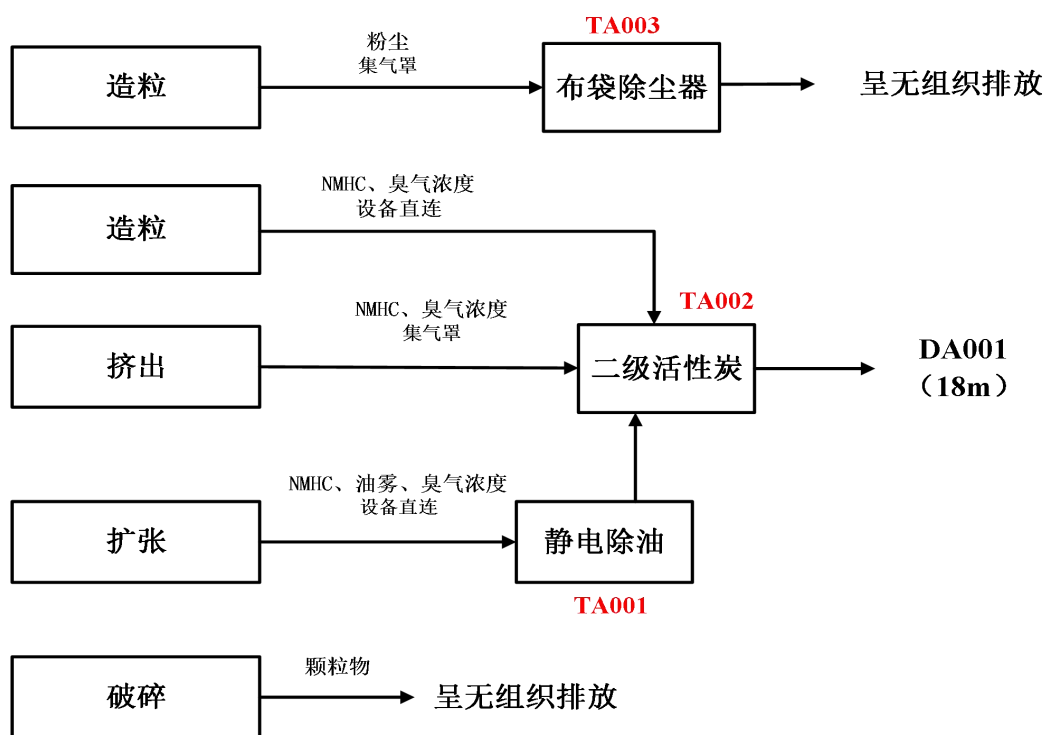 TA003
粉尘
集气罩
造粒
布袋除尘器
呈无组织排放
NMHC、臭气浓度
设备直连
造粒
TA002
NMHC、臭气浓度
集气罩
挤出
二级活性炭
DA001
（18m）
NMHC、油雾、臭气浓度
设备直连
扩张
静电除油
TA001
颗粒物
破碎
呈无组织排放